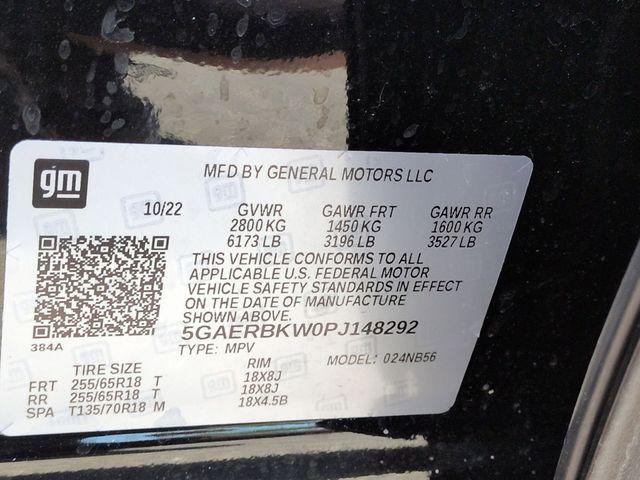 gm
MFD BY GENERAL MOTORS LLC
10/22 GVWR GAWR FRT GAWR RR
2800 KG 1450 KG 1600 KG
6173 LB 3196 LB 3527 LB
THIS VEHICLE CONFORMS TO ALL
APPLICABLE U.S. FEDERAL MOTOR
VEHICLE SAFETY STANDARDS IN EFFECT
ON THE DATE OF MANUFACTURE
SHOWN ABOVE.
384A 5GAERBKW0PJ148292
TYPE: MPV MODEL: 024NB56
TIRE SIZE RIM
FRT 255/65R18 T 18X8J
RR 255/65R18 T 18X8J
SPA T135/70R18 M 18X4.5B